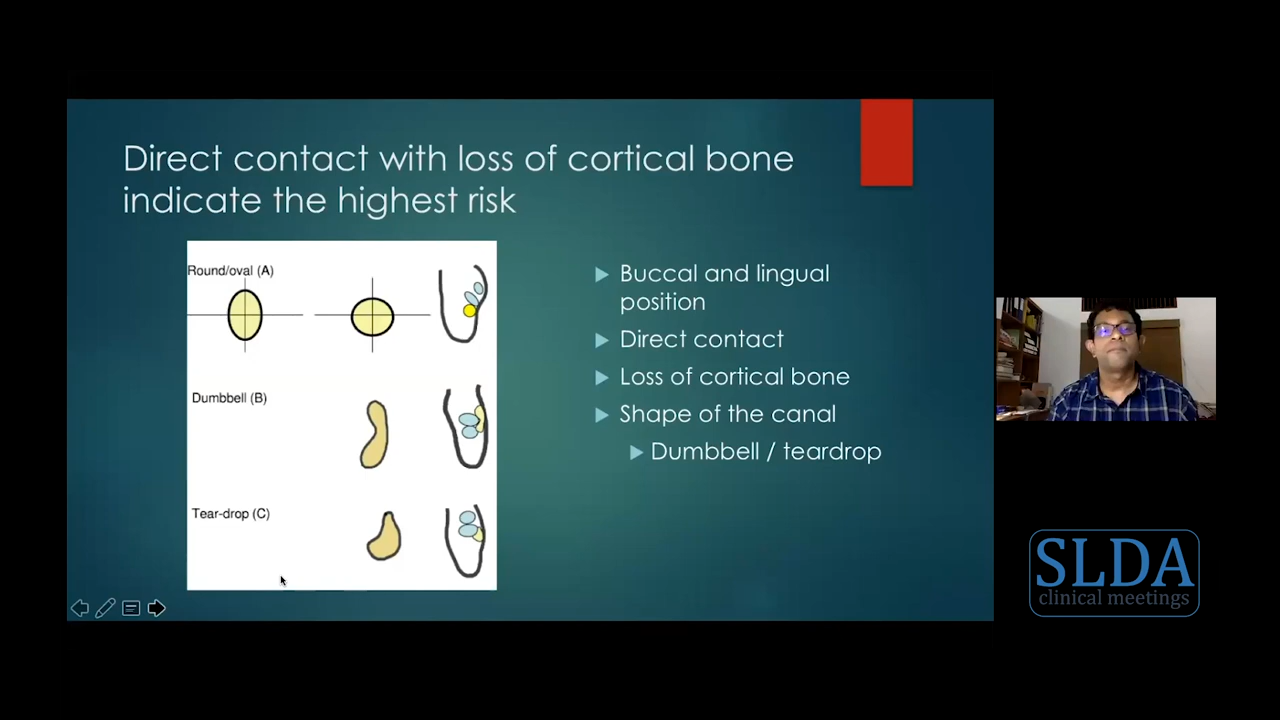 Direct contact with loss of cortical bone
indicate the highest risk
Round/oval (A)
Dumbbell (B)
Tear-drop (C)
Buccal and lingual
position
Direct contact
Loss of cortical bone
Shape of the canal
Dumbbell / teardrop
SLDA
clinical meetings